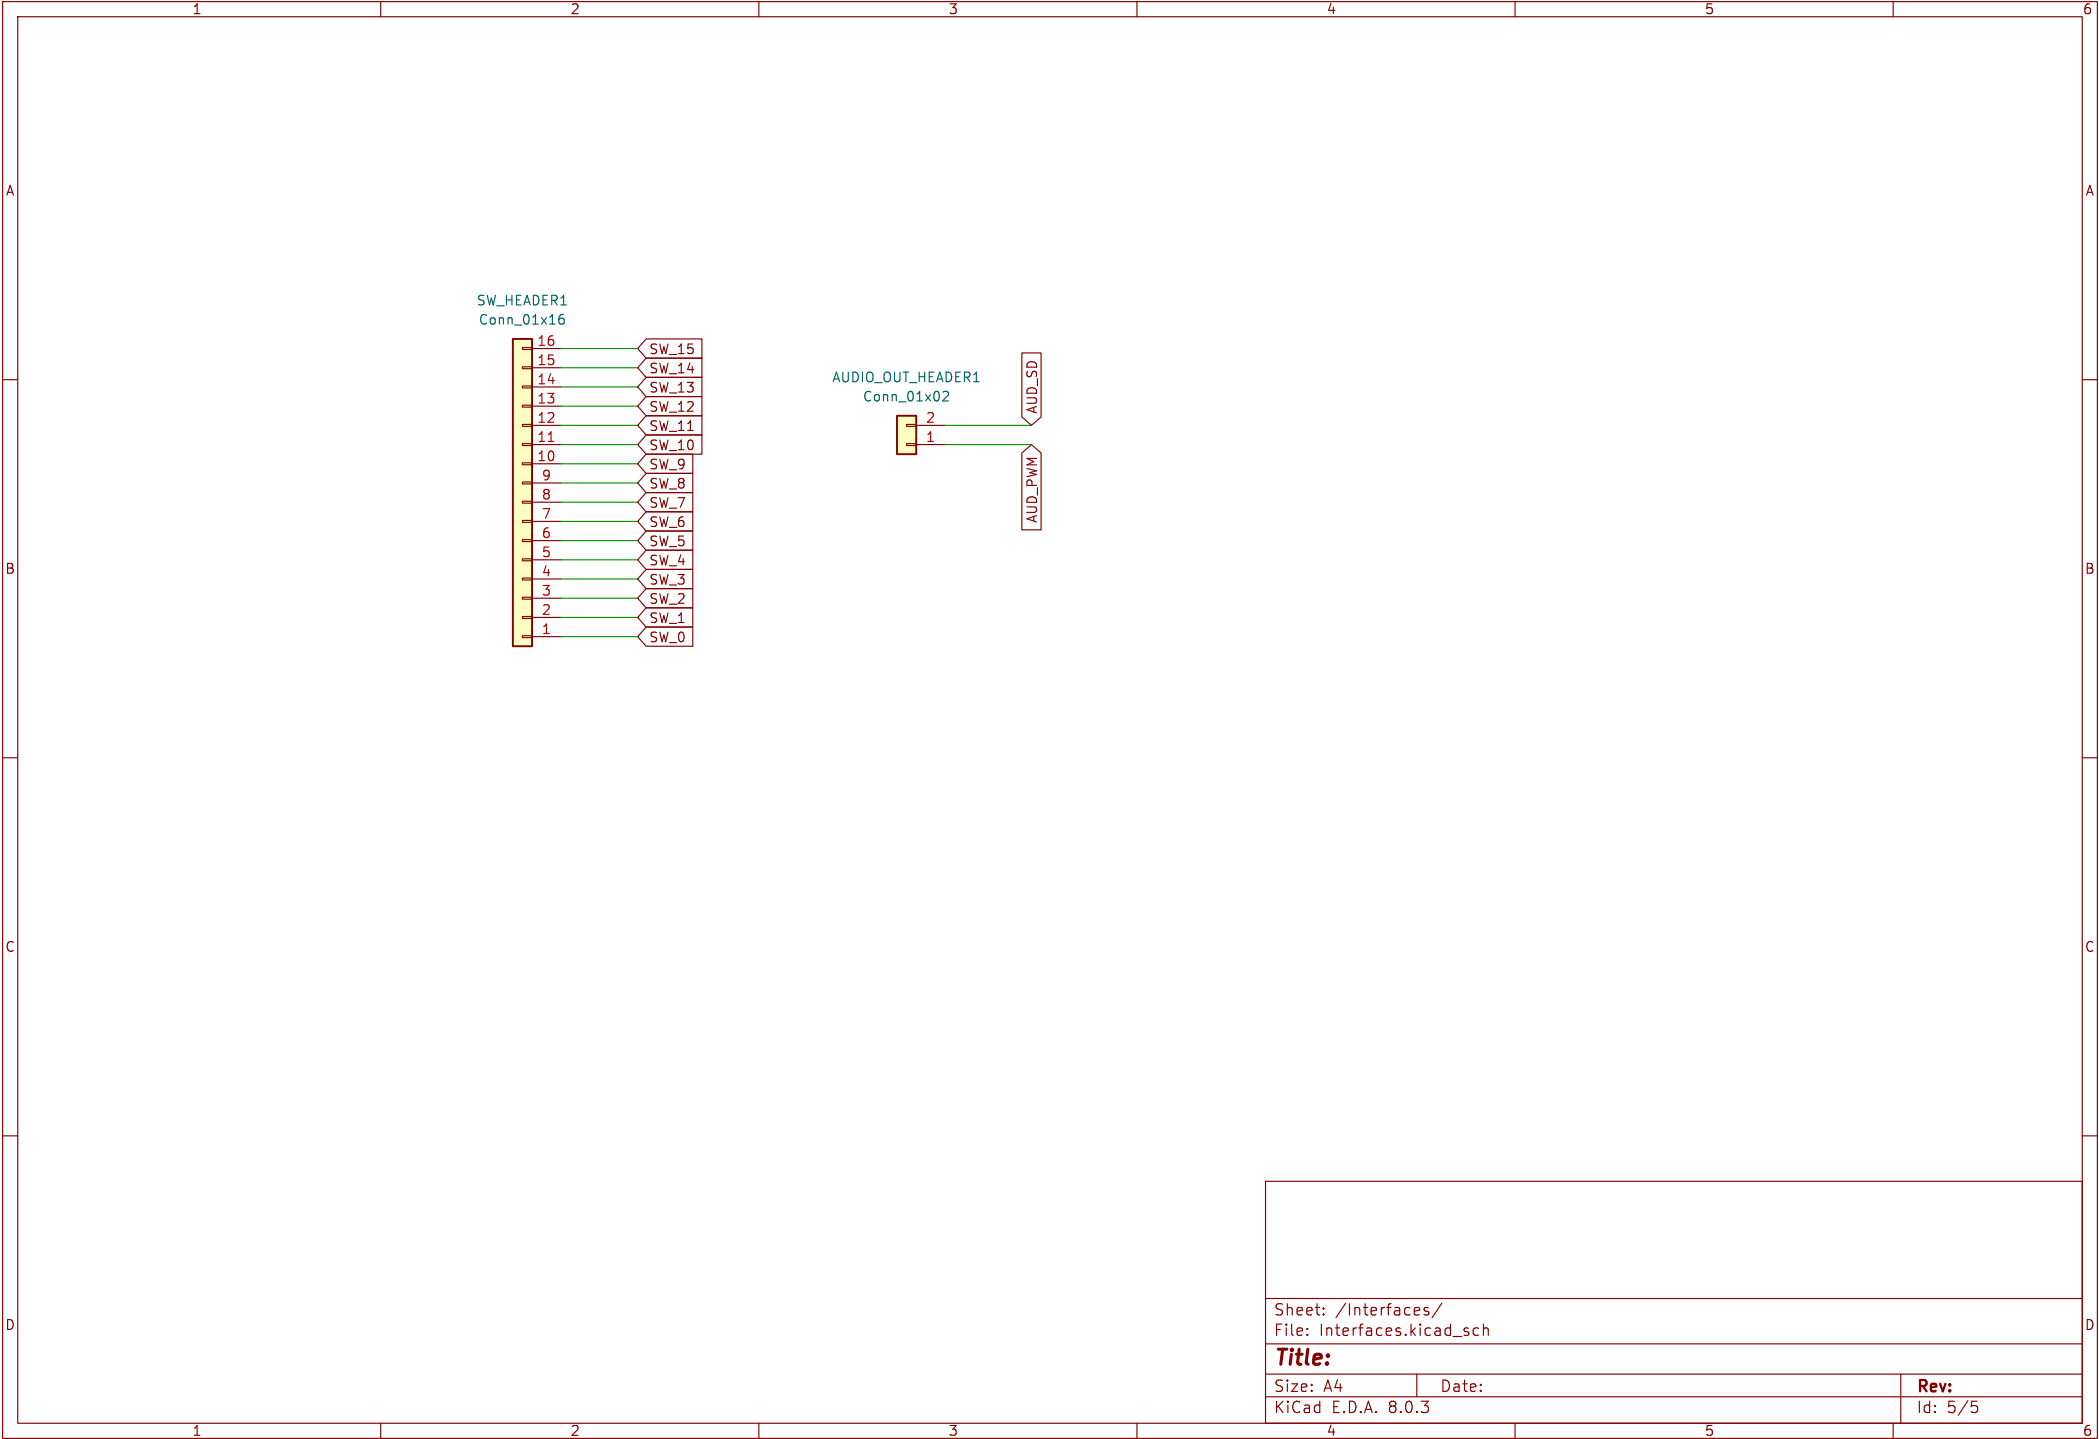 1 2 3 4 5 6
A A
SW_HEADER1
Conn_01x16
16 SW_15
15 SW_14
14 SW_13
13 SW_12
12 SW_11
11 SW_10
10 SW_9
9 SW_8
8 SW_7
7 SW_6
6 SW_5
5 SW_4
4 SW_3
3 SW_2
2 SW_1
1 SW_0
AUDIO_OUT_HEADER1
Conn_01x02
2
1
AUD_SD
AUD_PWM
B B
C C
D D
Sheet: /Interfaces/
File: Interfaces.kicad_sch
Title:
Size: A4 Date: Rev:
KiCad E.D.A. 8.0.3 Id: 5/5
1 2 3 4 5 6